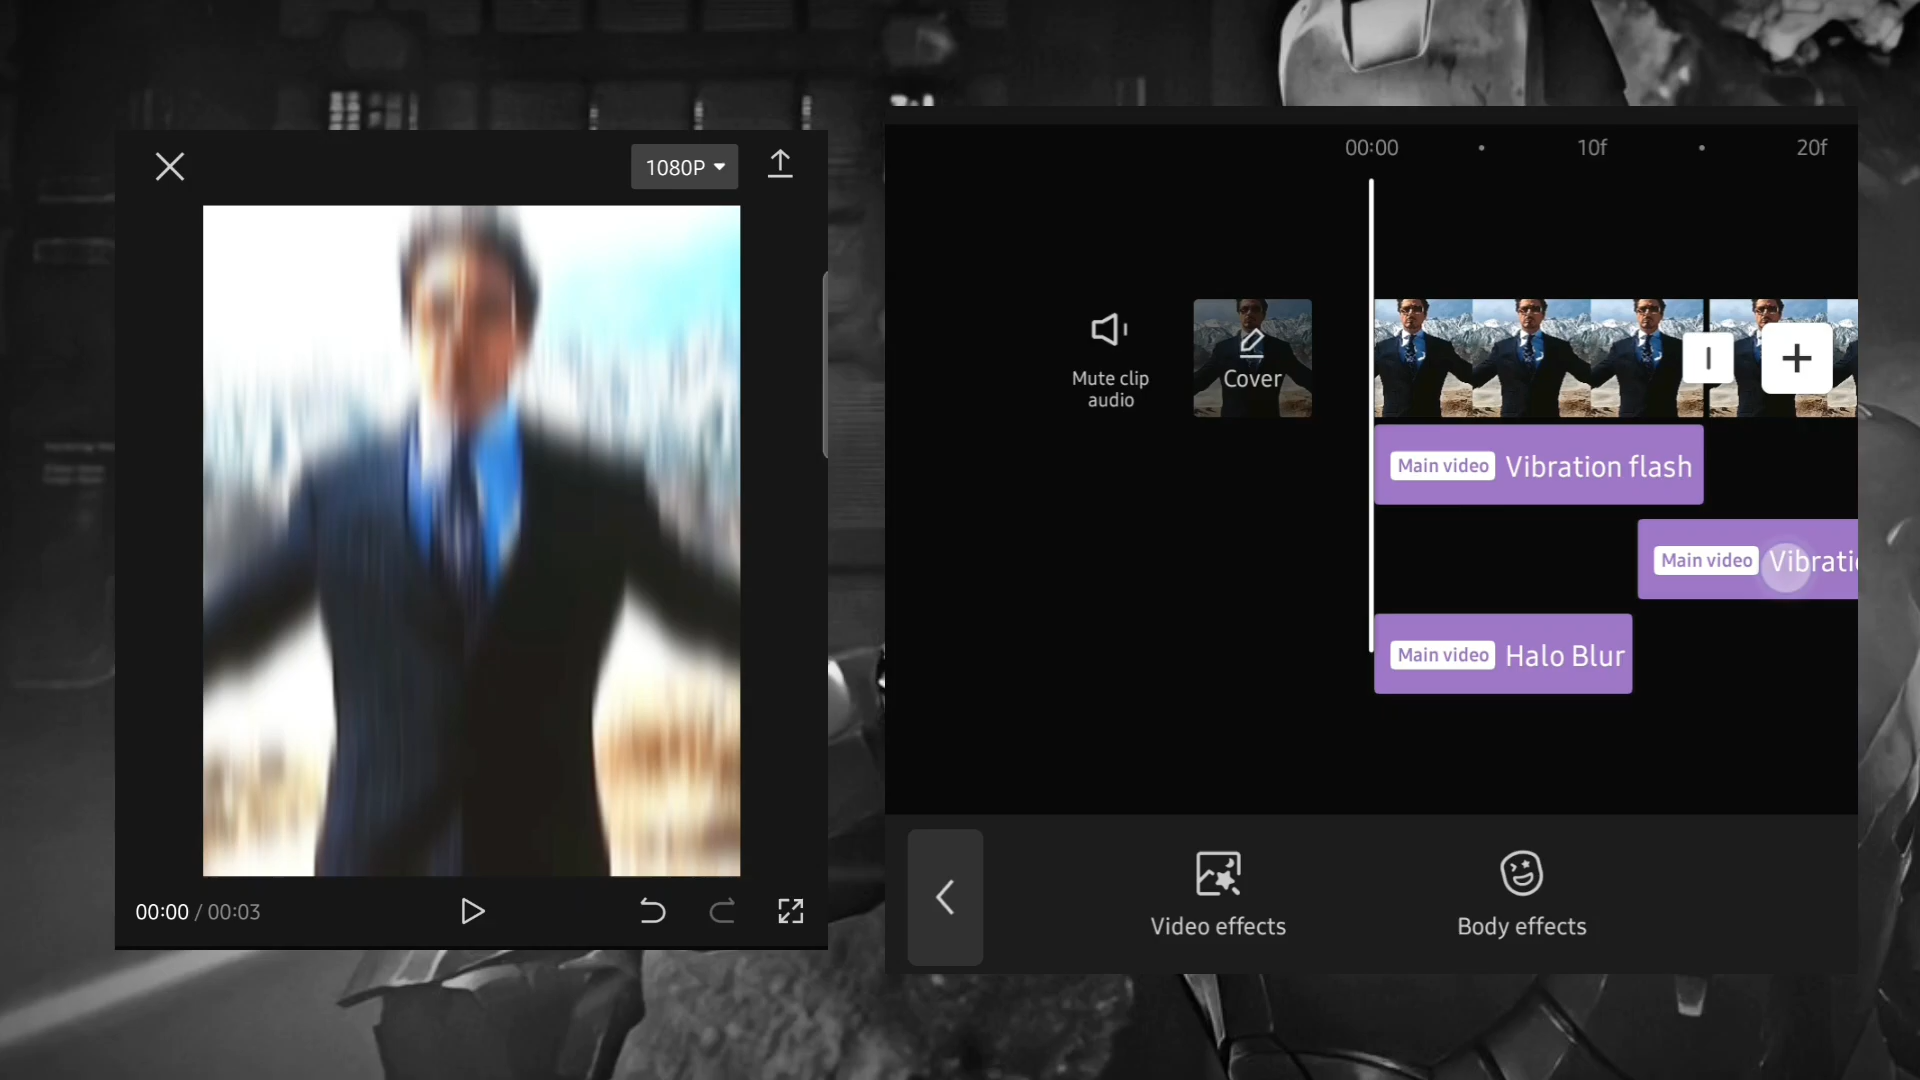 1080P
00:00 / 00:03
00:00
10f
20f
Mute clip
audio
Cover
Main video Vibration flash
Main video Vibratic
Main video Halo Blur
Video effects
Body effects